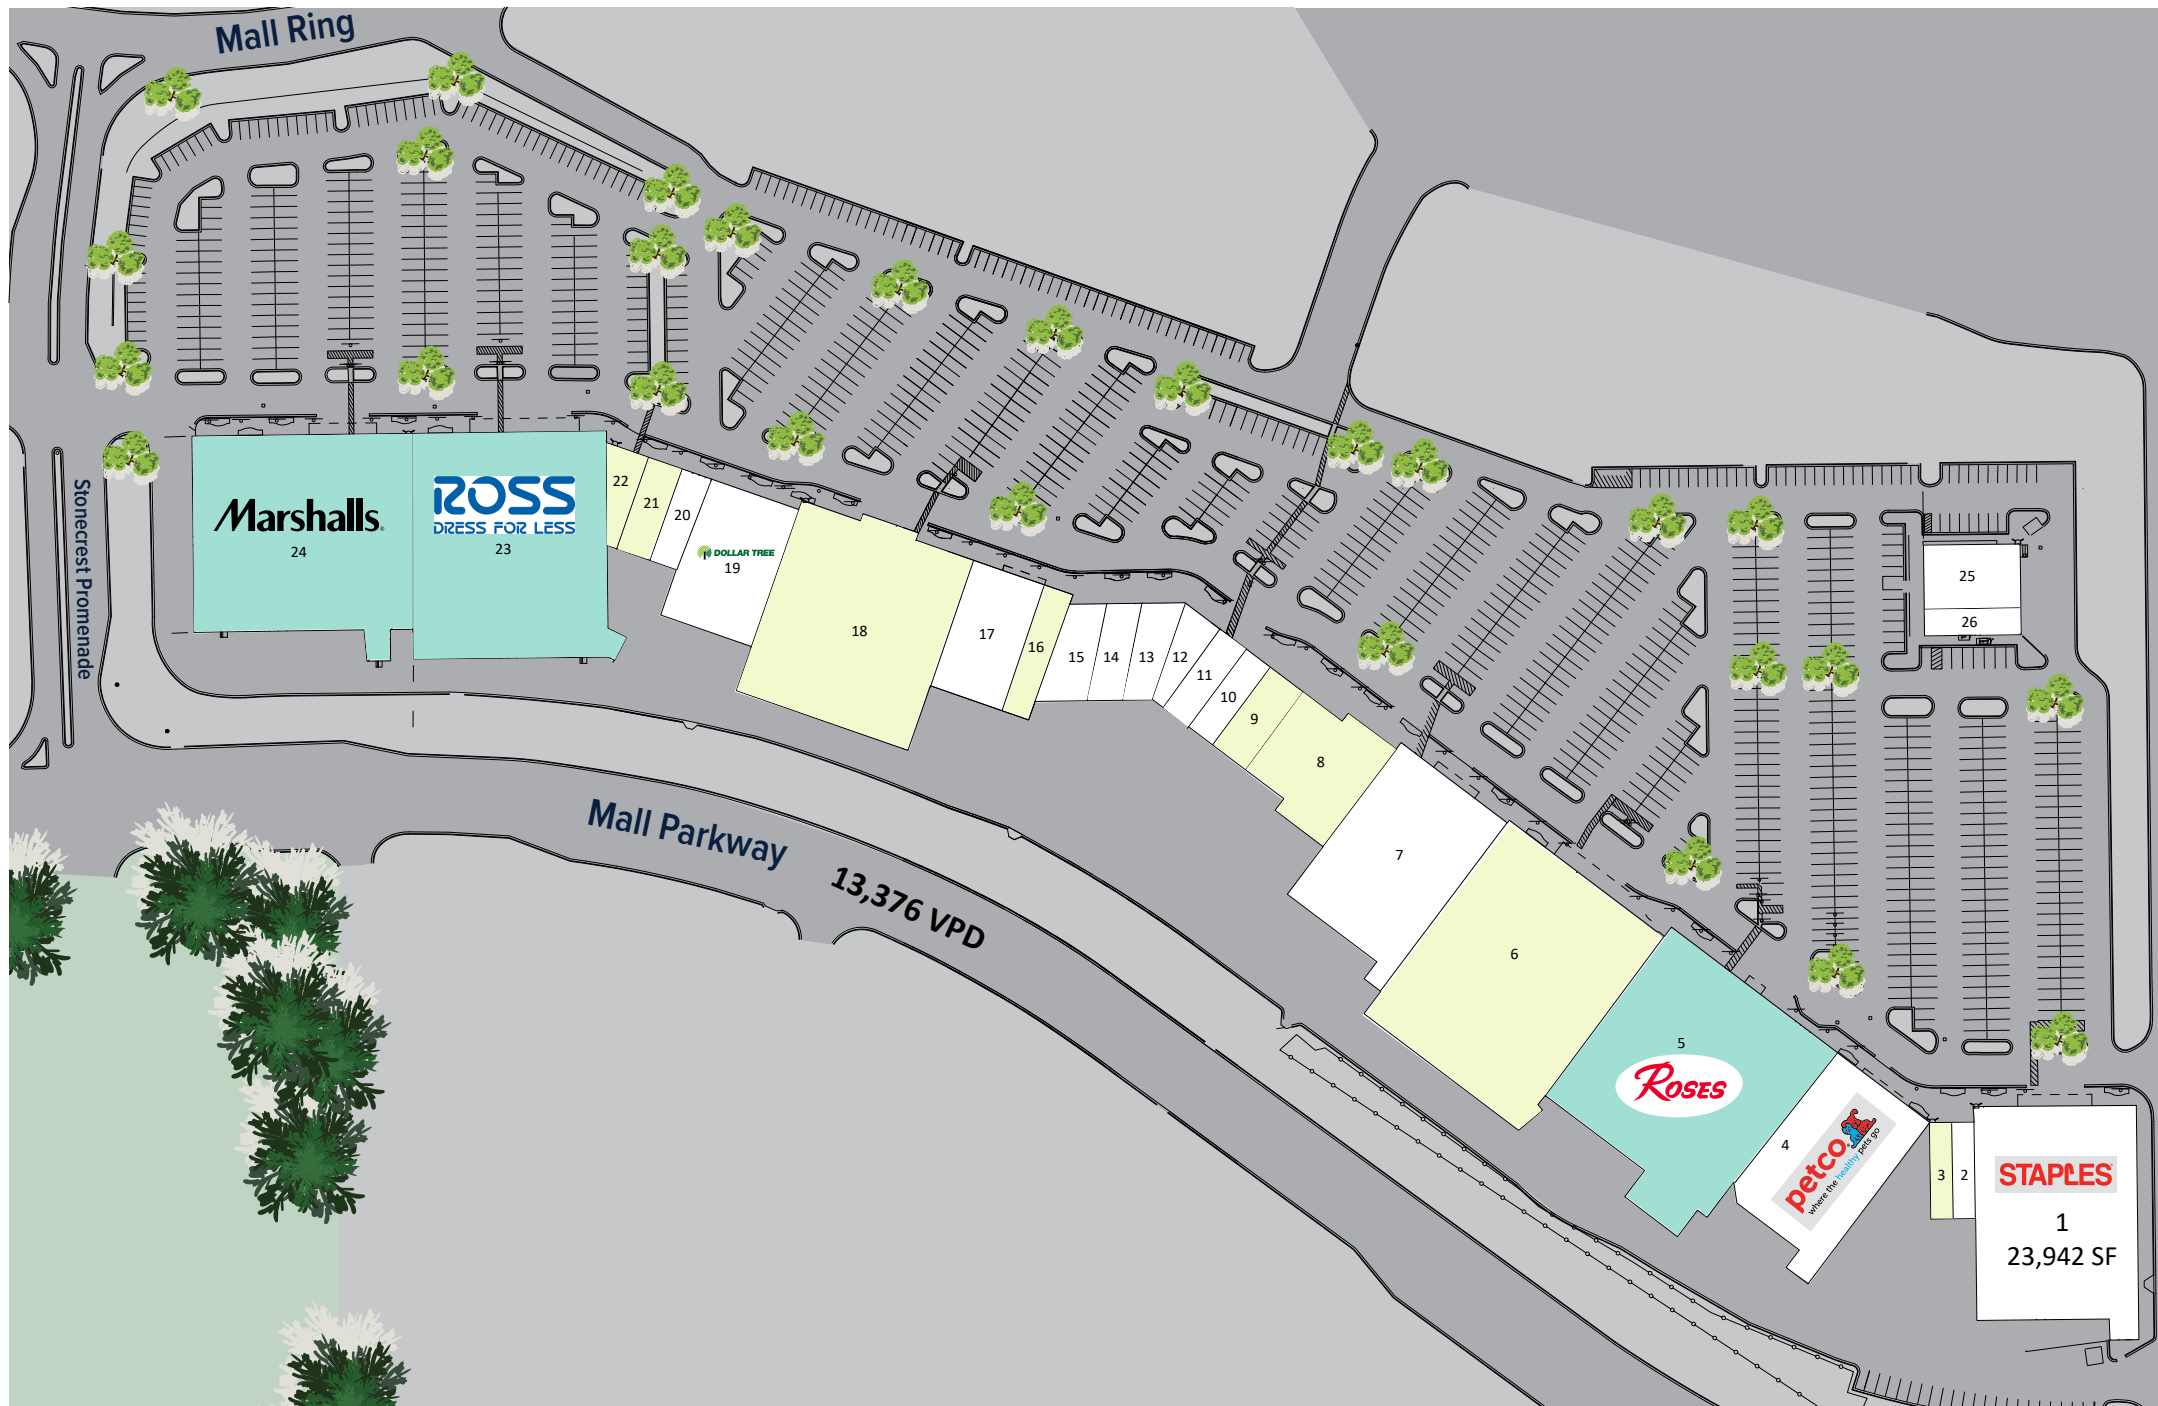 Mall Ring
Stonecrest Promenade
Marshalls.
24
ROSS
DRESS FOR LESS
23
22
21
20
DOLLAR TREE
19
18
17
16
15
14
13
12
11
10
9
8
7
6
5
ROSES
4
petco
where the healthy pets go
3
2
STAPLES
1
23,942 SF
25
26
Mall Parkway
13,376 VPD